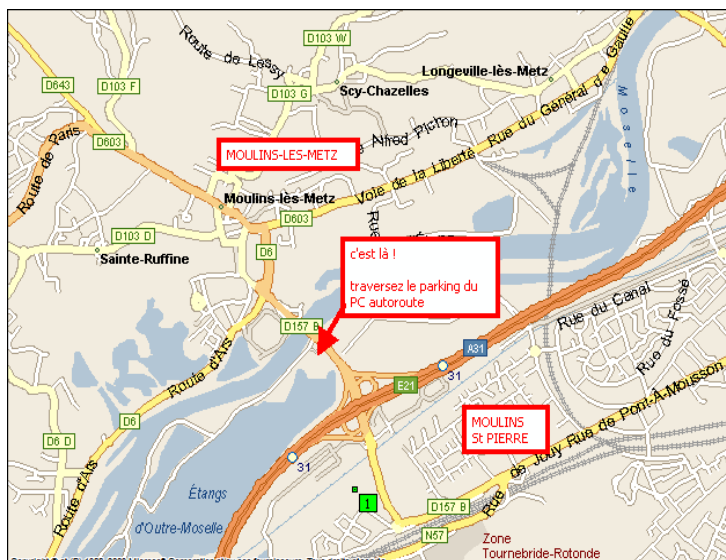 D103 W
Route de Lessy
D643
D103 F
D103 G
Longeville-lès-Metz
Scy-Chazelles
Moselle
Route de Paris
D603
Alfred Pichon
Rue du Général de Gaulle
MOULINS-LES-METZ
Voie de la Liberté
Moulins-lès-Metz
D603
D103 D
Sainte-Ruffine
D6
c'est là !
traversez le parking du
PC autoroute
Rue du Canal
Rue du Fossé
D157 B
A31
Route d'Ars
31
E21
D6
MOULINS
St PIERRE
D6 D
Rue de Pont-À-Mousson
Rue de Jouy
31
Route d'Ars
Étangs
d'Outre-Moselle
1
D157 B
N57
Zone
Tournebride-Rotonde